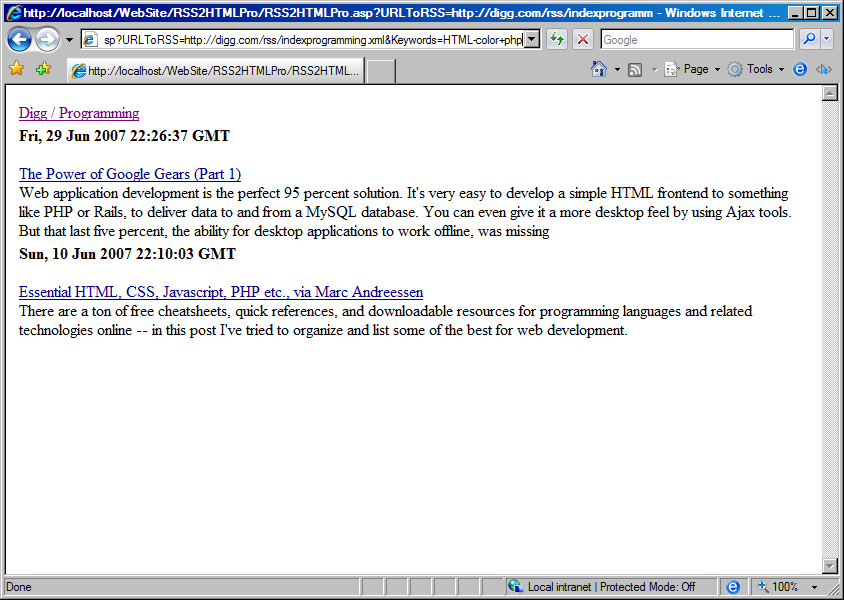 http://localhost/WebSite/RSS2HTMLPro/RSS2HTMLPro.asp?URLToRSS=http://digg.com/rss/indexprogramm - Windows Internet ...
sp?URLToRSS=http://digg.com/rss/indexprogramming.xml&Keywords=HTML-color+php
Google
http://localhost/WebSite/RSS2HTMLPro/RSS2HTML...
Page
Tools
Digg / Programming
Fri, 29 Jun 2007 22:26:37 GMT
The Power of Google Gears (Part 1)
Web application development is the perfect 95 percent solution. It's very easy to develop a simple HTML frontend to something
like PHP or Rails, to deliver data to and from a MySQL database. You can even give it a more desktop feel by using Ajax tools.
But that last five percent, the ability for desktop applications to work offline, was missing
Sun, 10 Jun 2007 22:10:03 GMT
Essential HTML, CSS, Javascript, PHP etc., via Marc Andreessen
There are a ton of free cheatsheets, quick references, and downloadable resources for programming languages and related
technologies online -- in this post I've tried to organize and list some of the best for web development.
Done
Local intranet | Protected Mode: Off
100%